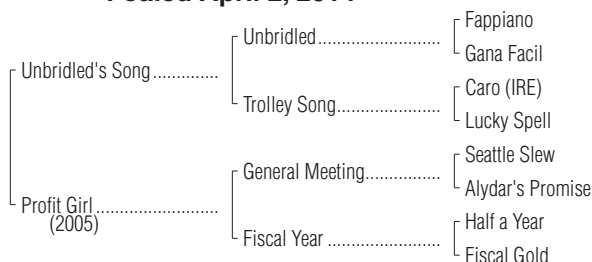 Foaled April 2,
Fappiano
Unbridled
Gana Facil
Unbridled's Song
Caro (IRE)
Trolley Song
Lucky Spell
Seattle Slew
General Meeting
Alydar's Promise
Profit Girl
(2005)
Half a Year
Fiscal Year
Fiscal Gold